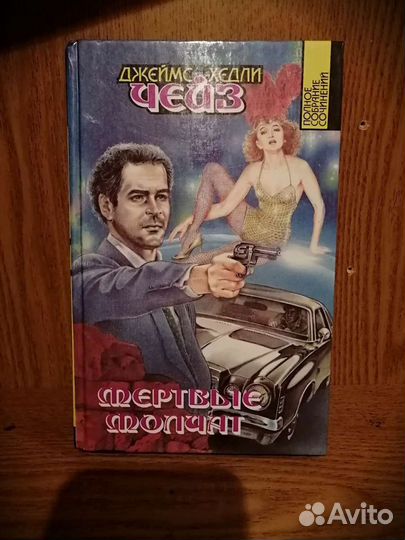 ДЖЕЙМС ХЕДЛИ
ЧЕЙЗ
ПОЛНОЕ
СОБРАНИЕ
СОЧИНЕНИЙ
МЕРТВЫЕ
МОЛЧАТ
Avito